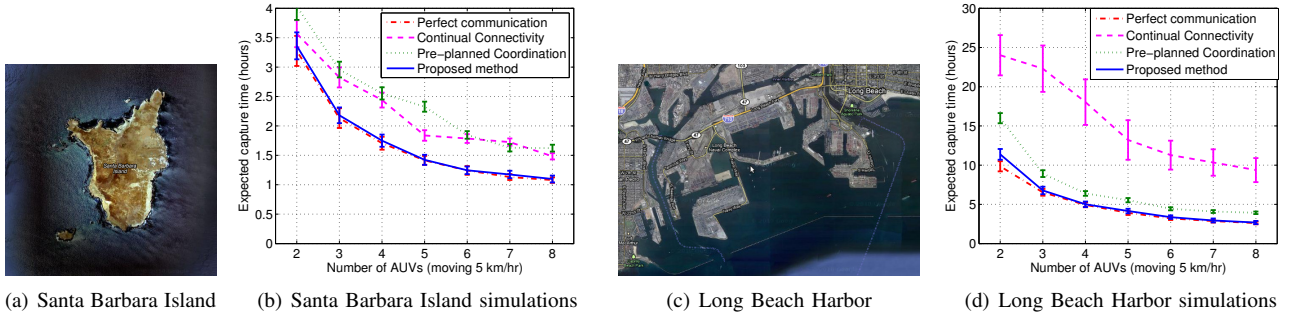 Santa Barbara
Island
(a) Santa Barbara Island
Expected capture time (hours)
4
3.5
3
2.5
2
1.5
1
0.5
0
2 3 4 5 6 7 8
Number of AUVs (moving 5 km/hr)
Perfect communication
Continual Connectivity
Pre−planned Coordination
Proposed method
(b) Santa Barbara Island simulations
103
47
47
Long Beach
Long Beach
Naval Complex
(c) Long Beach Harbor
Expected capture time (hours)
30
25
20
15
10
5
0
2 3 4 5 6 7 8
Number of AUVs (moving 5 km/hr)
Perfect communication
Continual Connectivity
Pre−planned Coordination
Proposed method
(d) Long Beach Harbor simulations